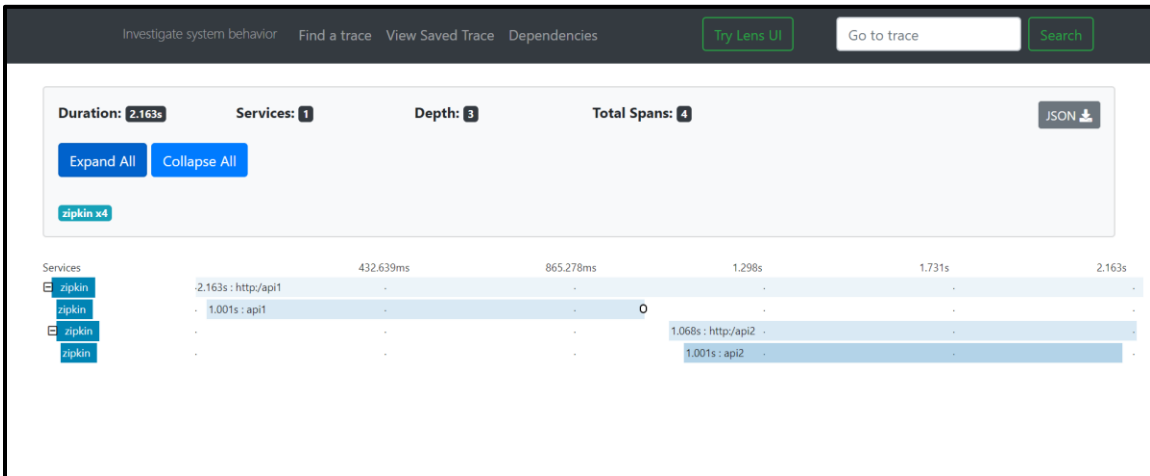 Investigate system behavior Find a trace View Saved Trace Dependencies Try Lens UI Go to trace Search
Duration: 2.163s Services: 1 Depth: 3 Total Spans: 4 JSON
Expand All Collapse All
zipkin x4
Services 432.639ms 865.278ms 1.298s 1.731s 2.163s
zipkin 2.163s : http:/api1
zipkin 1.001s : api1
zipkin 1.068s : http:/api2
zipkin 1.001s : api2